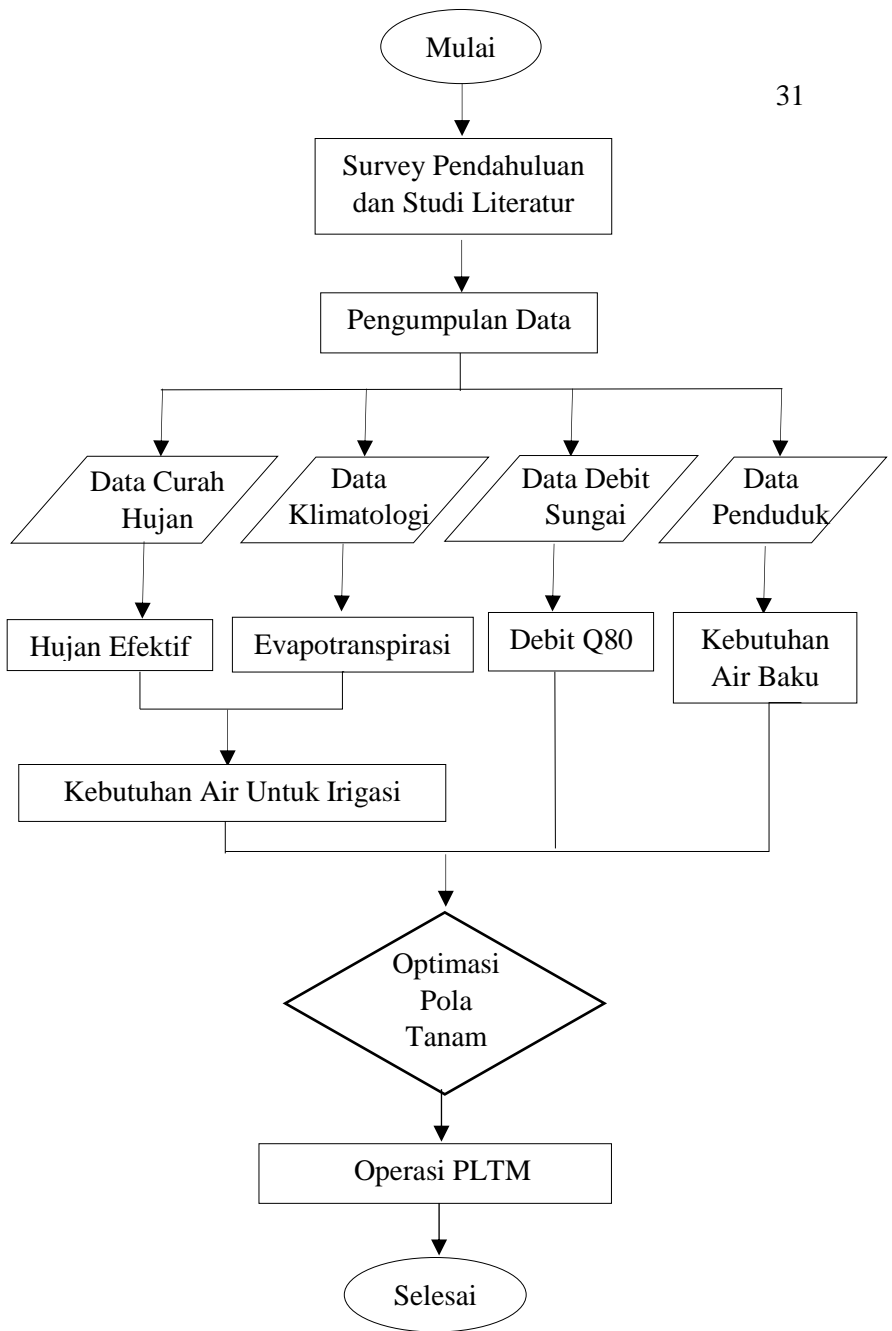 Mulai
31
Survey Pendahuluan
dan Studi Literatur
Pengumpulan Data
Data Curah
Hujan
Data
Klimatologi
Data Debit
Sungai
Data
Penduduk
Hujan Efektif
Evapotranspirasi
Debit Q80
Kebutuhan
Air Baku
Kebutuhan Air Untuk Irigasi
Optimasi
Pola
Tanam
Operasi PLTM
Selesai